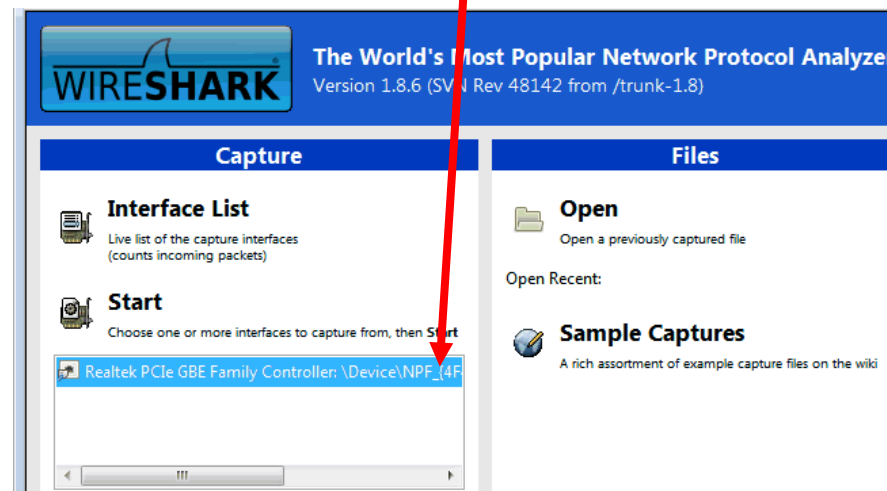 WIRESHARK
The World's Most Popular Network Protocol Analyze
Version 1.8.6 (SVN Rev 48142 from /trunk-1.8)
Capture
Interface List
Live list of the capture interfaces
(counts incoming packets)
Start
Choose one or more interfaces to capture from, then Start
Realtek PCIe GBE Family Controller: \Device\NPF_{4F
Files
Open
Open a previously captured file
Open Recent:
Sample Captures
A rich assortment of example capture files on the wiki